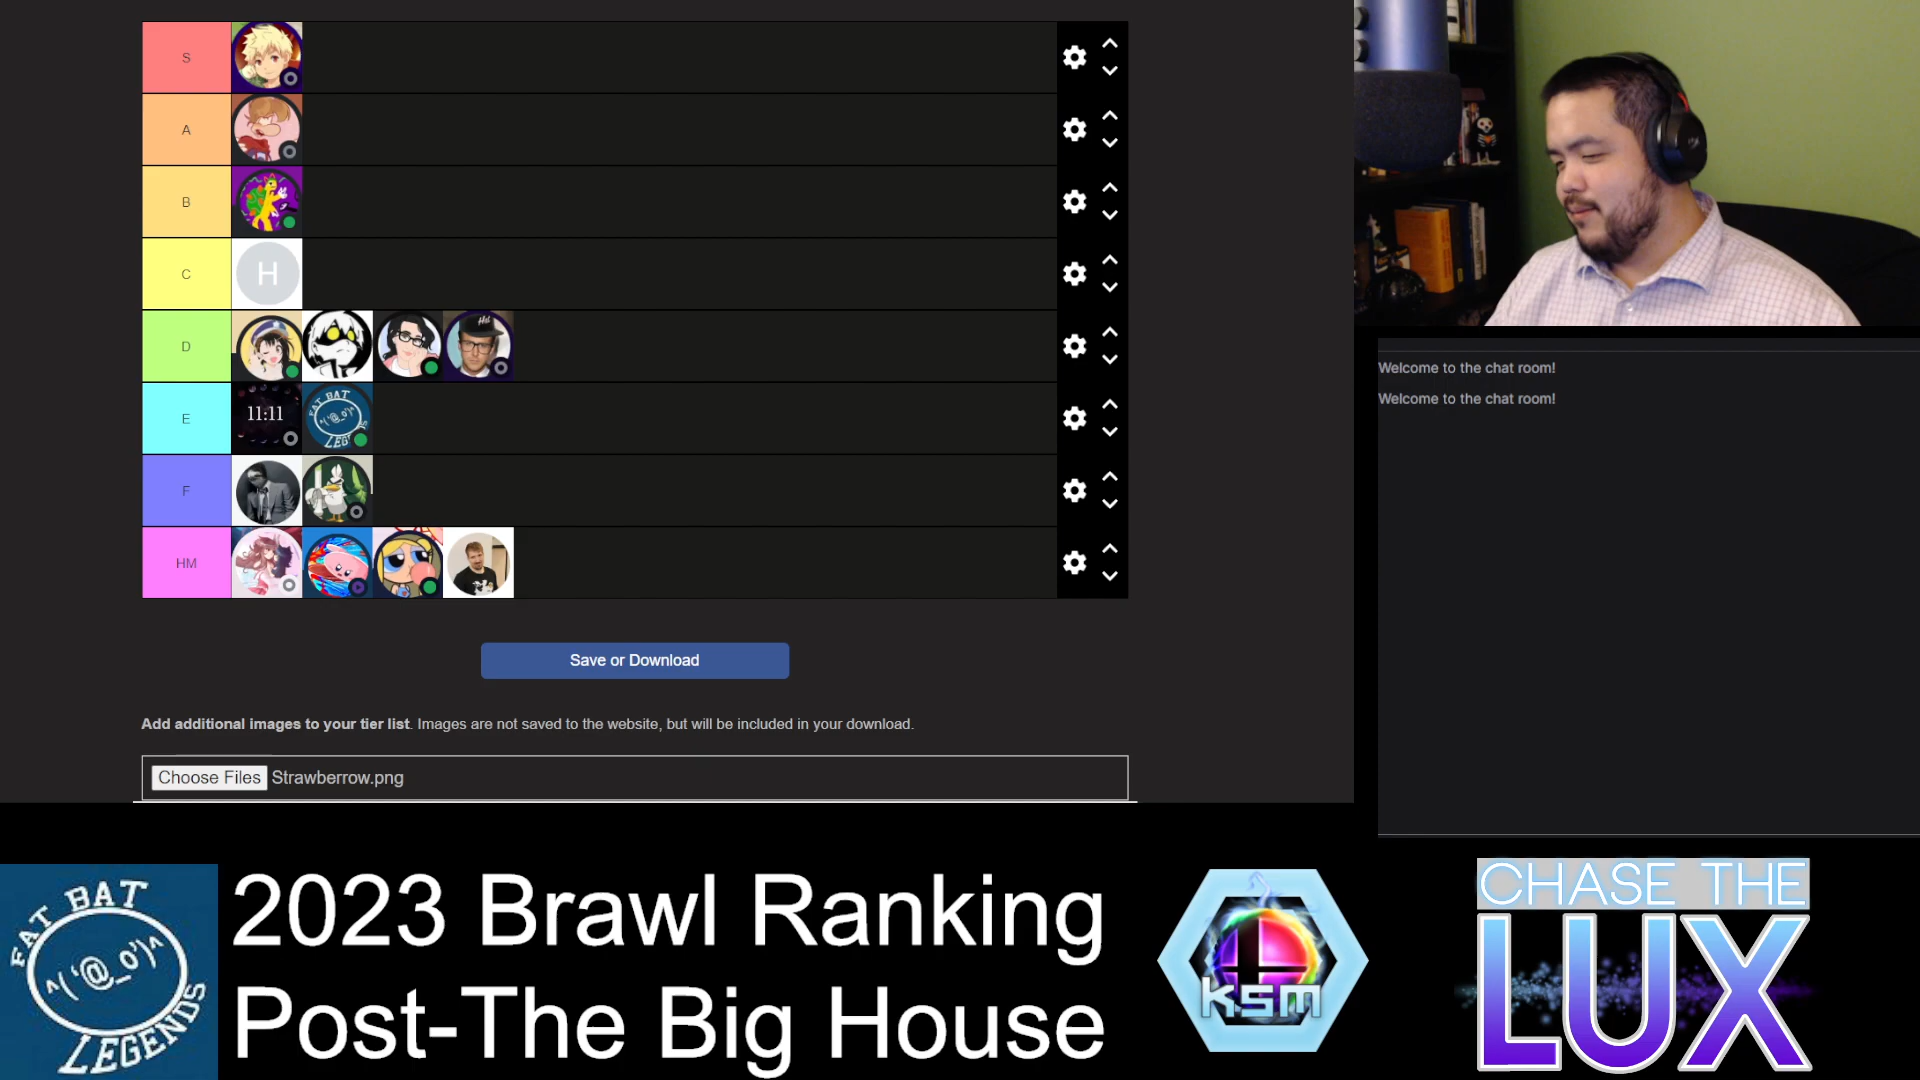 S
A
B
C
H
D
Hai
E
11:11
FAT BAT
^('@_o')^
LEGENDS
F
HM
Save or Download
Add additional images to your tier list. Images are not saved to the website, but will be included in your download.
Choose Files Strawberrow.png
Welcome to the chat room!
Welcome to the chat room!
FAT BAT
^('@_o')^
LEGENDS
2023 Brawl Ranking
Post-The Big House
KSM
CHASE THE
LUX